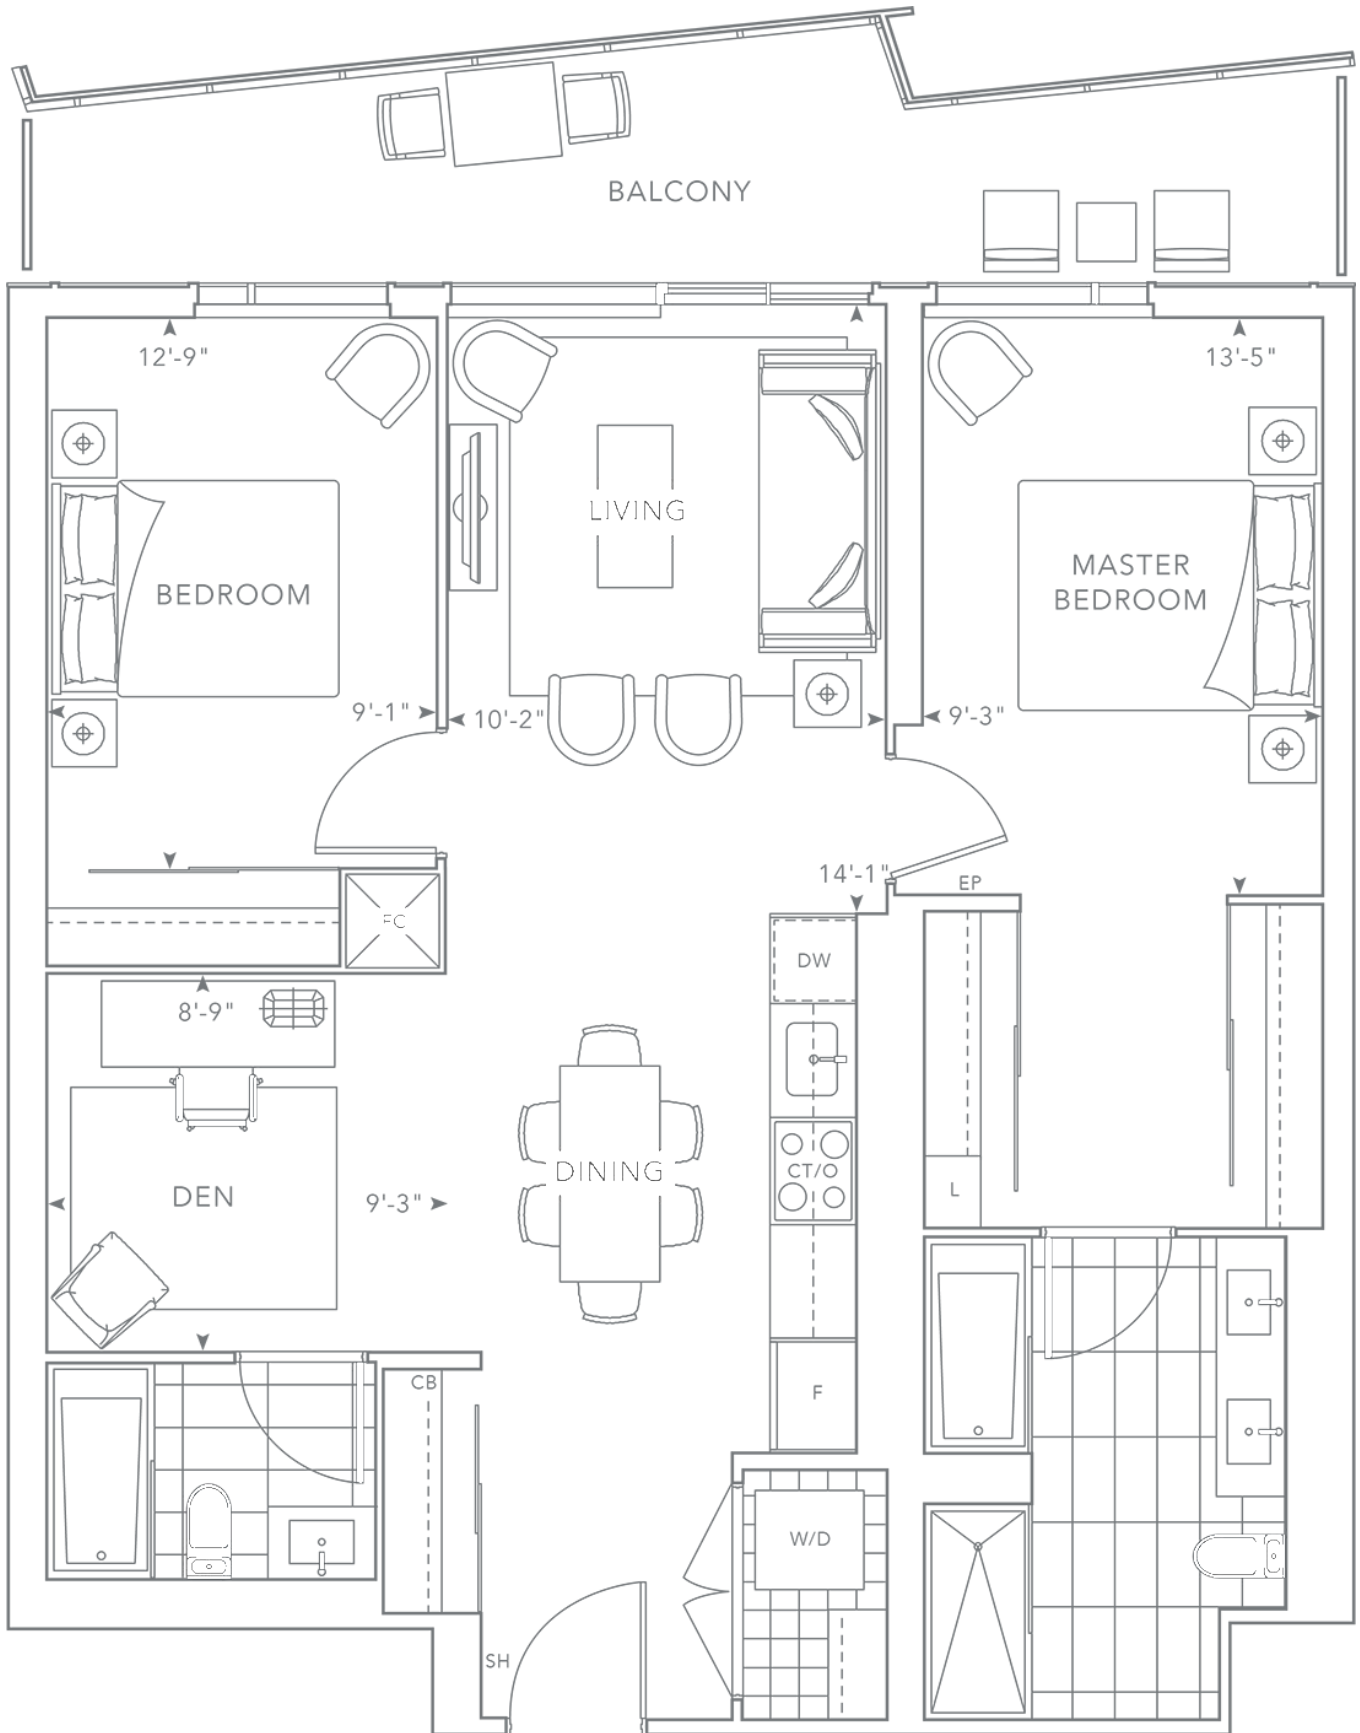 BALCONY
12'-9"
13'-5"
LIVING
BEDROOM
MASTER
BEDROOM
9'-1"
10'-2"
9'-3"
14'-1"
EP
FC
DW
8'-9"
CT/O
DINING
DEN
9'-3"
L
CB
F
W/D
SH